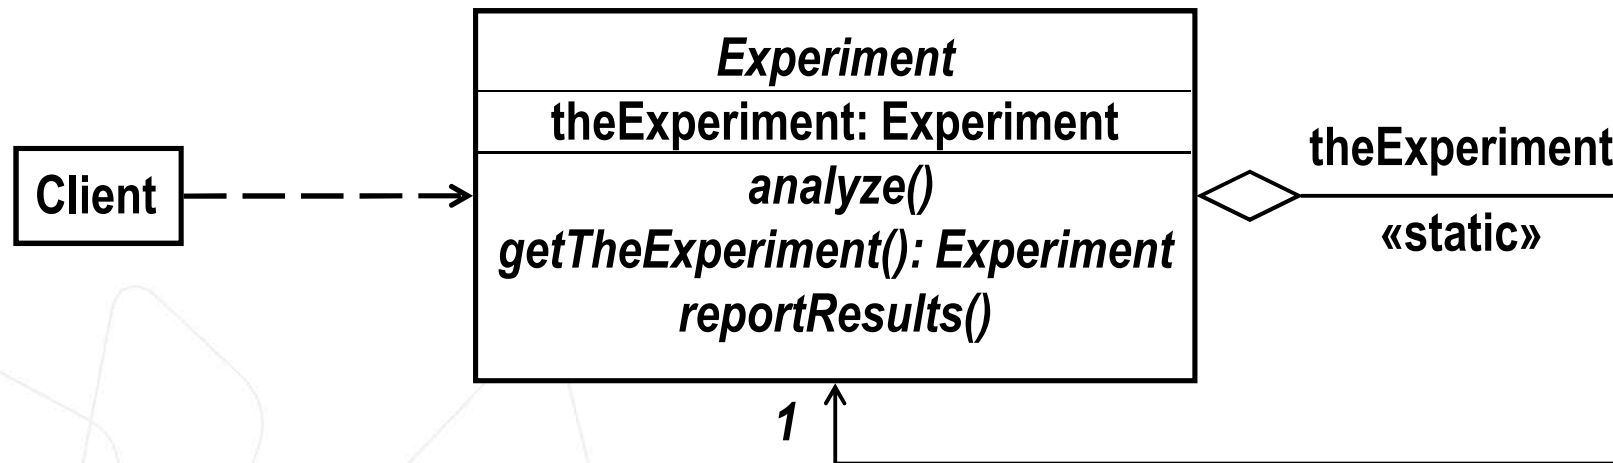 Experiment
theExperiment: Experiment
theExperiment
Client
analyze()
getTheExperiment(): Experiment
«static»
reportResults()
1